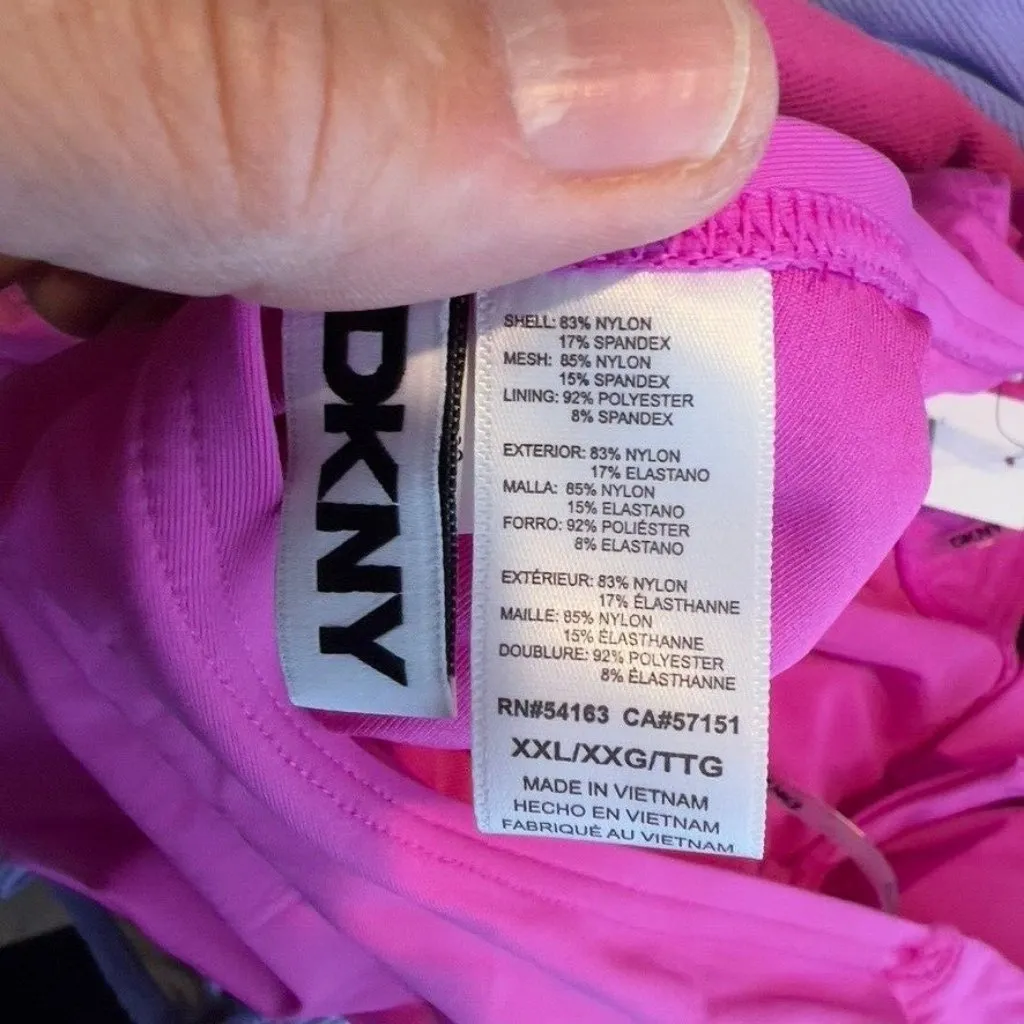 DKNY
SHELL: 83% NYLON
17% SPANDEX
MESH: 85% NYLON
15% SPANDEX
LINING: 92% POLYESTER
8% SPANDEX
EXTERIOR: 83% NYLON
17% ELASTANO
MALLA: 85% NYLON
15% ELASTANO
FORRO: 92% POLIÉSTER
8% ELASTANO
EXTÉRIEUR: 83% NYLON
17% ÉLASTHANNE
MAILLE: 85% NYLON
15% ÉLASTHANNE
DOUBLURE: 92% POLYESTER
8% ÉLASTHANNE
RN#54163 CA#57151
XXL/XXG/TTG
MADE IN VIETNAM
HECHO EN VIETNAM
FABRIQUÉ AU VIETNAM
DKNY